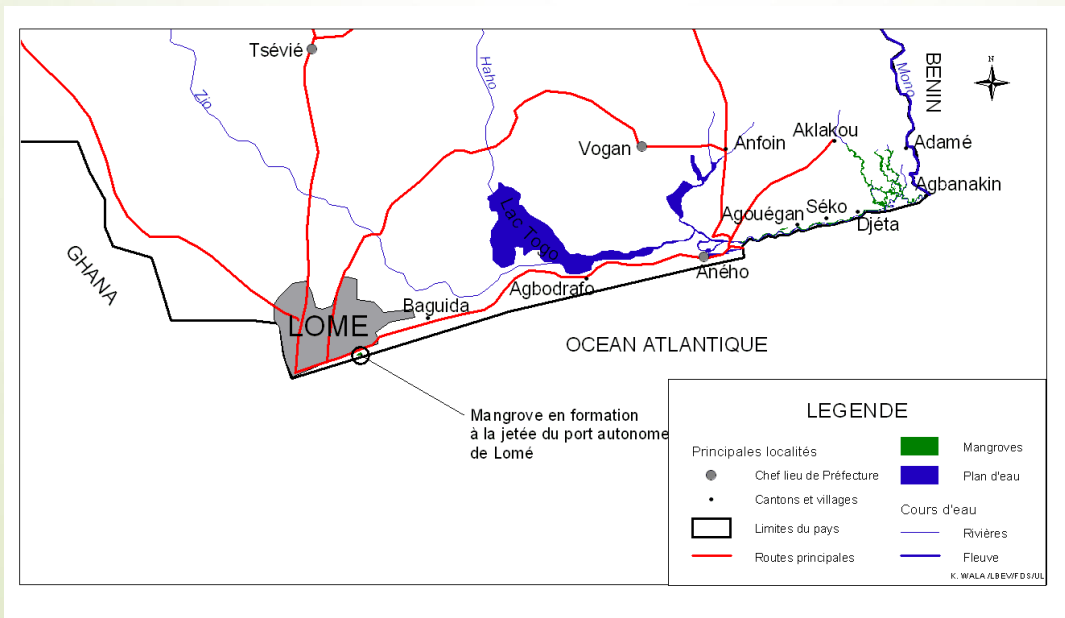 Tsévié
Zio
Haho
Mono
BENIN
N
Vogan
Anfoin
Aklakou
Adamé
Agbanakin
Lac Togo
Agouégan
Séko
Djéta
GHANA
Agbodrafo
Aného
Baguida
LOME
OCEAN ATLANTIQUE
Mangrove en formation
à la jetée du port autonome
de Lomé
LEGENDE
Principales localités
Chef lieu de Préfecture
Cantons et villages
Limites du pays
Routes principales
Mangroves
Plan d'eau
Cours d'eau
Rivières
Fleuve
K. WALA /LBEV/FDS/UL